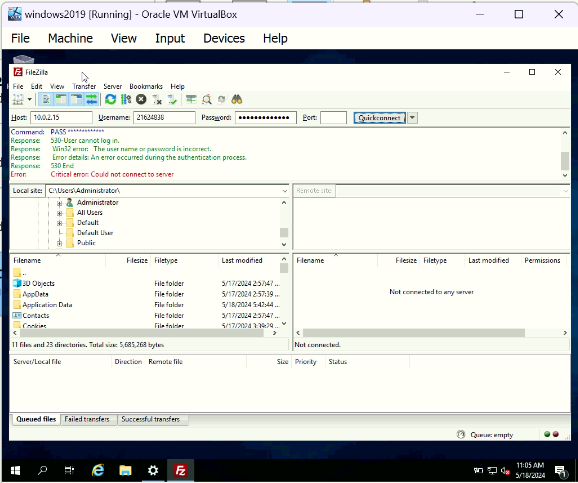 windows2019 [Running] - Oracle VM VirtualBox
File Machine View Input Devices Help
FileZilla
File Edit View Transfer Server Bookmarks Help
Host: 10.0.2.15 Username: 21624838 Password: ●●●●●●●●●●●●● Port: Quickconnect
Command: PASS *************
Response: 530-User cannot log in.
Response: Win32 error: The user name or password is incorrect.
Response: Error details: An error occurred during the authentication process.
Response: 530 End
Error: Critical error: Could not connect to server
Local site: C:\Users\Administrator\ Remote site:
Administrator
All Users
Default
Default User
Public
Filename Filesize Filetype Last modified Filename Filesize Filetype Last modified Permissions
..
3D Objects File folder 5/17/2024 2:57:47 ...
AppData File folder 5/17/2024 2:57:39 ...
Application Data File folder 5/18/2024 5:42:44 ...
Contacts File folder 5/17/2024 2:57:47 ...
Cookies File folder 5/17/2024 3:39:29 ...
Not connected to any server
11 files and 23 directories. Total size: 5,685,268 bytes Not connected.
Server/Local file Direction Remote file Size Priority Status
Queued files Failed transfers Successful transfers
Queue: empty
11:05 AM
5/18/2024
1